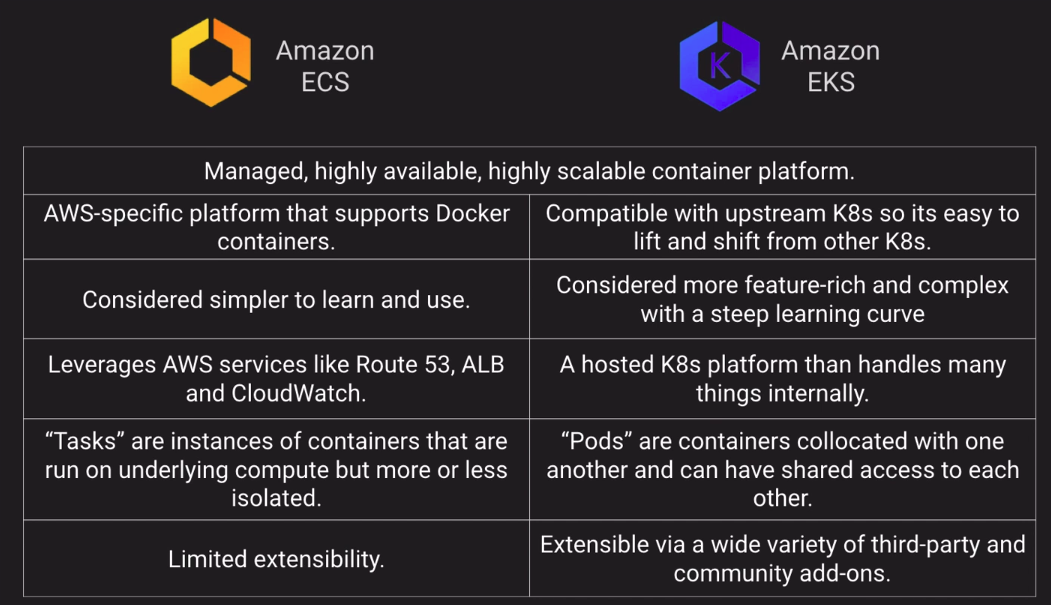 Amazon
ECS
Amazon
EKS
K
Managed, highly available, highly scalable container platform.
AWS-specific platform that supports Docker
containers.
Compatible with upstream K8s so its easy to
lift and shift from other K8s.
Considered simpler to learn and use.
Considered more feature-rich and complex
with a steep learning curve
Leverages AWS services like Route 53, ALB
and CloudWatch.
A hosted K8s platform than handles many
things internally.
“Tasks” are instances of containers that are
run on underlying compute but more or less
isolated.
“Pods” are containers collocated with one
another and can have shared access to each
other.
Limited extensibility.
Extensible via a wide variety of third-party and
community add-ons.